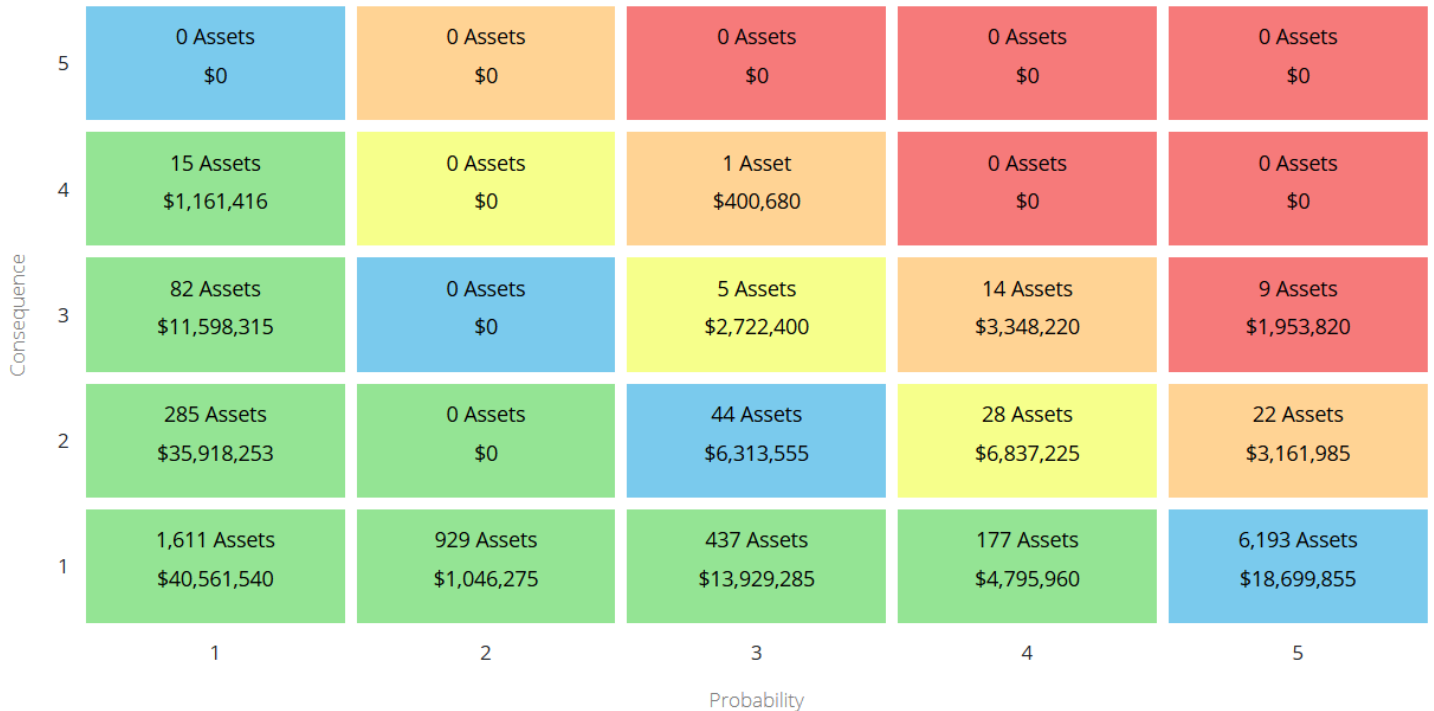 5
0 Assets
$0
0 Assets
$0
0 Assets
$0
0 Assets
$0
0 Assets
$0
4
15 Assets
$1,161,416
0 Assets
$0
1 Asset
$400,680
0 Assets
$0
0 Assets
$0
Consequence
3
82 Assets
$11,598,315
0 Assets
$0
5 Assets
$2,722,400
14 Assets
$3,348,220
9 Assets
$1,953,820
2
285 Assets
$35,918,253
0 Assets
$0
44 Assets
$6,313,555
28 Assets
$6,837,225
22 Assets
$3,161,985
1
1,611 Assets
$40,561,540
929 Assets
$1,046,275
437 Assets
$13,929,285
177 Assets
$4,795,960
6,193 Assets
$18,699,855
1
2
3
4
5
Probability